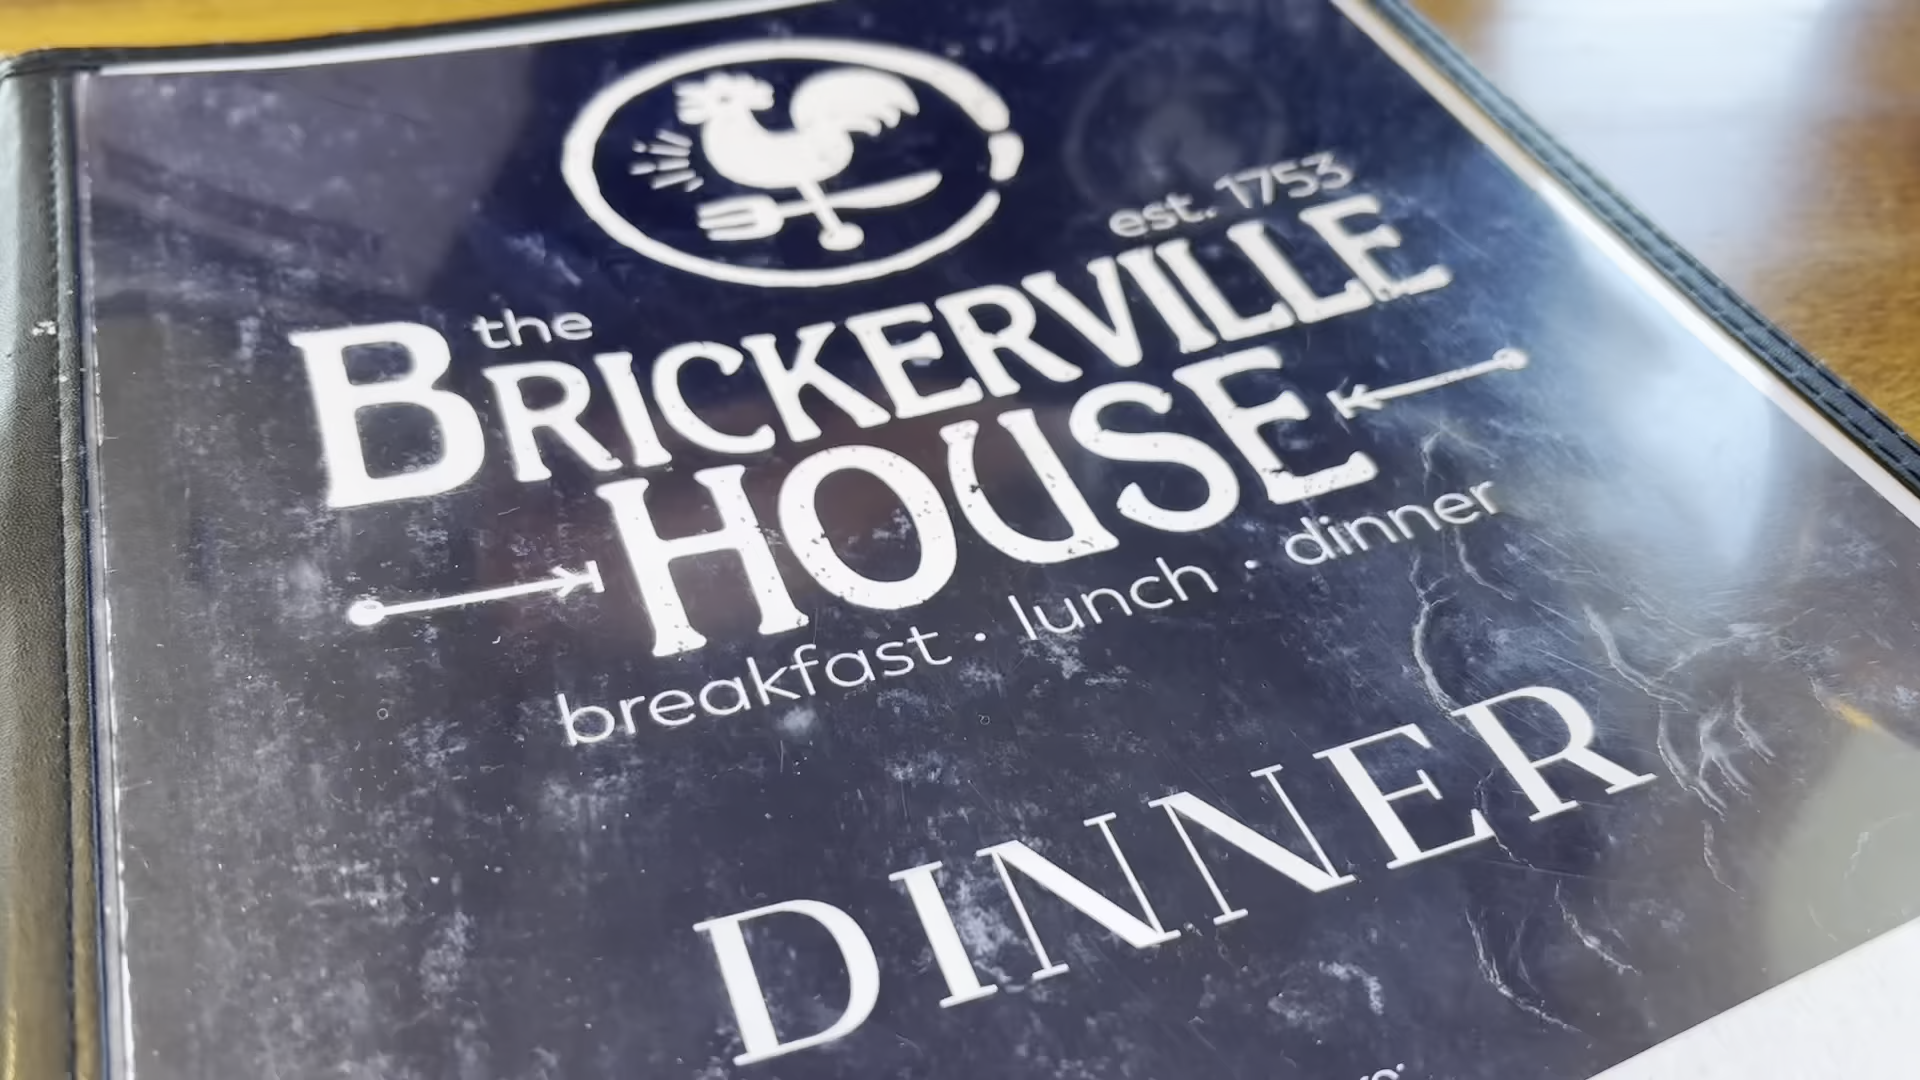 est. 1753
the
BRICKERVILLE
HOUSE
breakfast · lunch · dinner
DINNER